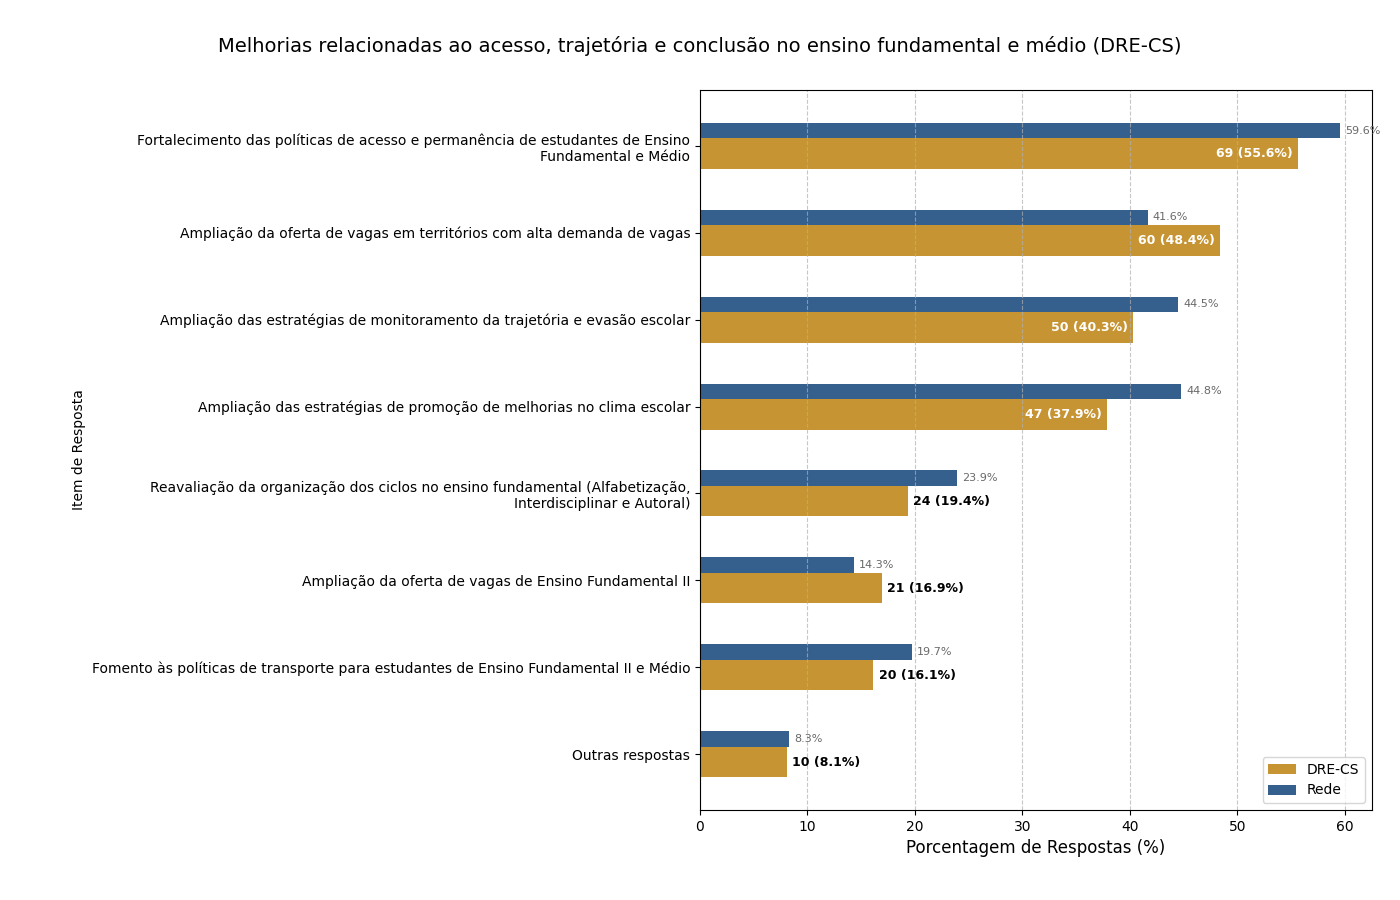 Melhorias relacionadas ao acesso, trajetória e conclusão no ensino fundamental e médio (DRE-CS)
Item de Resposta
Fortalecimento das políticas de acesso e permanência de estudantes de Ensino
Fundamental e Médio
59.6%
69 (55.6%)
Ampliação da oferta de vagas em territórios com alta demanda de vagas
41.6%
60 (48.4%)
Ampliação das estratégias de monitoramento da trajetória e evasão escolar
44.5%
50 (40.3%)
Ampliação das estratégias de promoção de melhorias no clima escolar
44.8%
47 (37.9%)
Reavaliação da organização dos ciclos no ensino fundamental (Alfabetização,
Interdisciplinar e Autoral)
23.9%
24 (19.4%)
Ampliação da oferta de vagas de Ensino Fundamental II
14.3%
21 (16.9%)
Fomento às políticas de transporte para estudantes de Ensino Fundamental II e Médio
19.7%
20 (16.1%)
Outras respostas
8.3%
10 (8.1%)
DRE-CS
Rede
0 10 20 30 40 50 60
Porcentagem de Respostas (%)